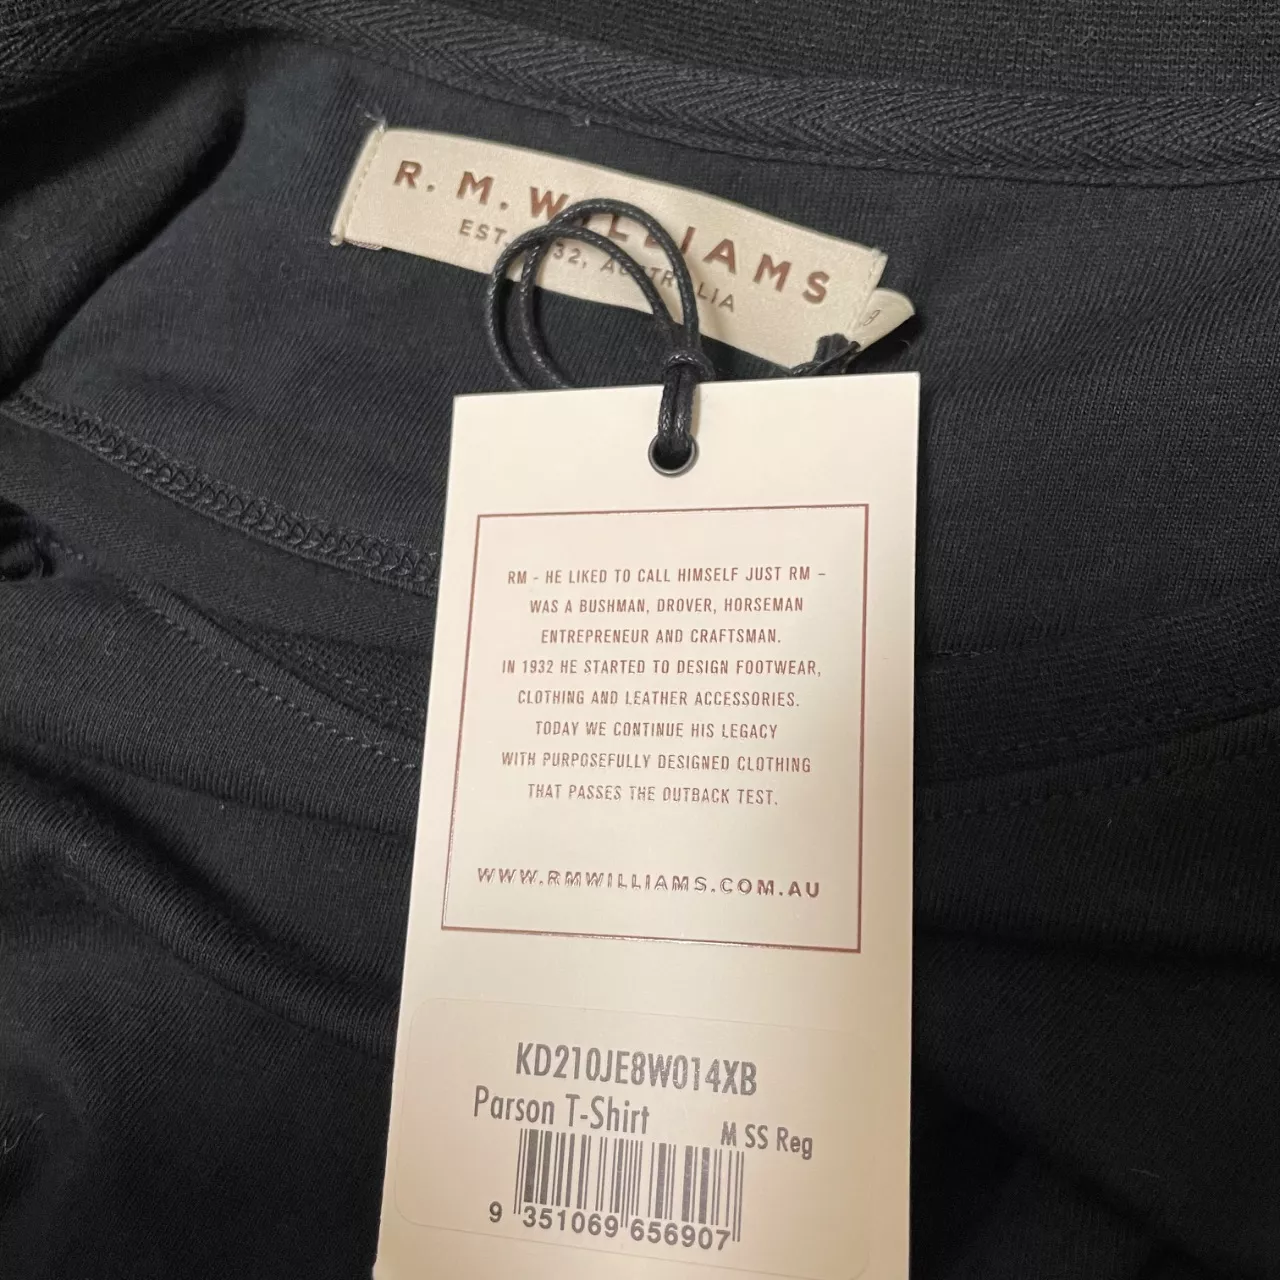 R. M. WILLIAMS
EST. 1932, AUSTRALIA
RM - HE LIKED TO CALL HIMSELF JUST RM –
WAS A BUSHMAN, DROVER, HORSEMAN
ENTREPRENEUR AND CRAFTSMAN.
IN 1932 HE STARTED TO DESIGN FOOTWEAR,
CLOTHING AND LEATHER ACCESSORIES.
TODAY WE CONTINUE HIS LEGACY
WITH PURPOSEFULLY DESIGNED CLOTHING
THAT PASSES THE OUTBACK TEST.
WWW.RMWILLIAMS.COM.AU
KD210JE8W014XB
Parson T-Shirt
M SS Reg
9 351069 656907